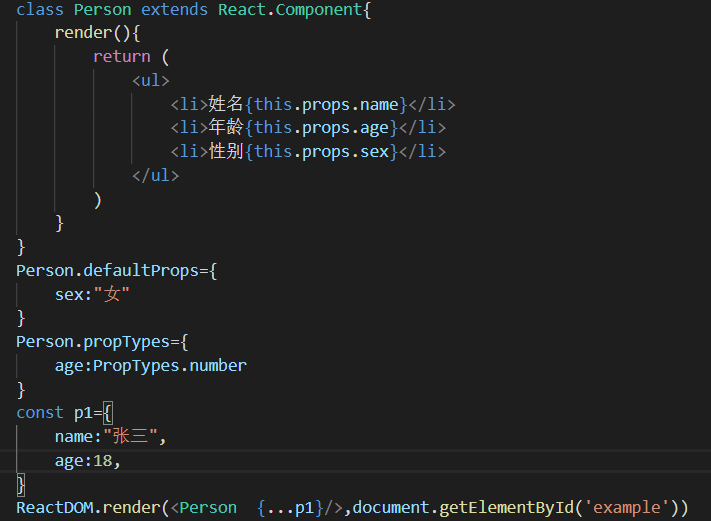 class Person extends React.Component{
    render(){
        return (
            <ul>
                <li>姓名{this.props.name}</li>
                <li>年龄{this.props.age}</li>
                <li>性别{this.props.sex}</li>
            </ul>
        )
    }
}
Person.defaultProps={
    sex:"女"
}
Person.propTypes={
    age:PropTypes.number
}
const p1={
    name:"张三",
    age:18,
}
ReactDOM.render(<Person  {...p1}/>,document.getElementById('example'))